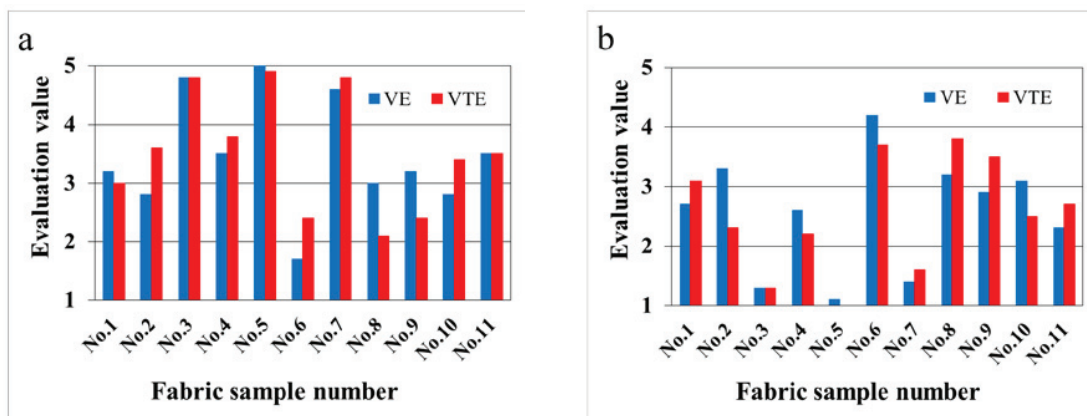 a
Evaluation value
5
4
3
2
1
VE VTE
No.1 No.2 No.3 No.4 No.5 No.6 No.7 No.8 No.9 No.10 No.11
Fabric sample number
b
Evaluation value
5
4
3
2
1
VE VTE
No.1 No.2 No.3 No.4 No.5 No.6 No.7 No.8 No.9 No.10 No.11
Fabric sample number